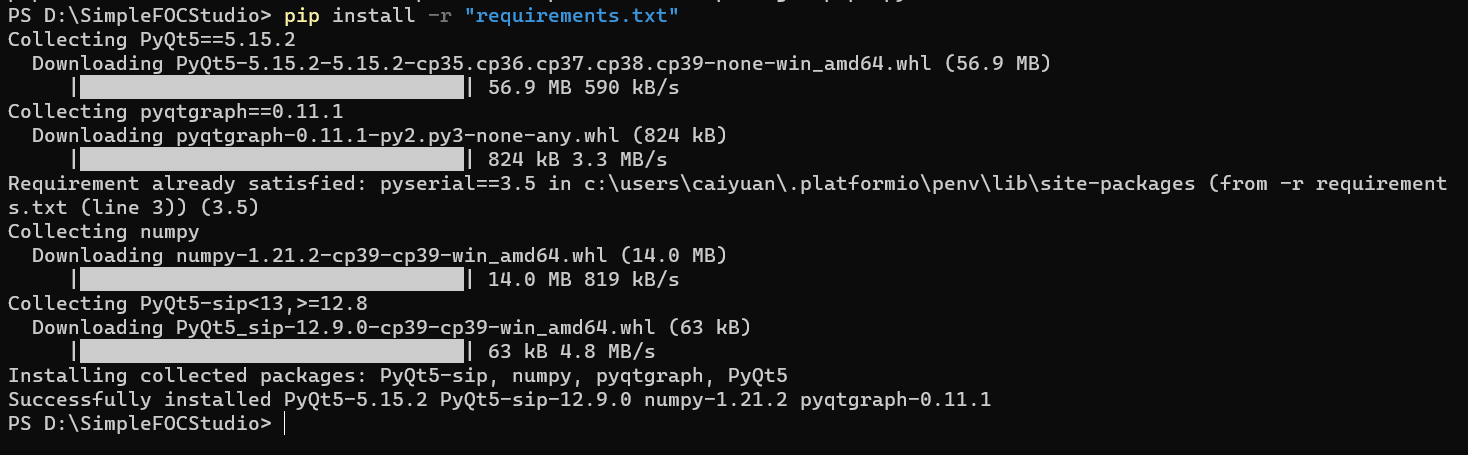 PS D:\SimpleFOCStudio> pip install -r "requirements.txt"
Collecting PyQt5==5.15.2
  Downloading PyQt5-5.15.2-5.15.2-cp35.cp36.cp37.cp38.cp39-none-win_amd64.whl (56.9 MB)
     |████████████████████████████████| 56.9 MB 590 kB/s
Collecting pyqtgraph==0.11.1
  Downloading pyqtgraph-0.11.1-py2.py3-none-any.whl (824 kB)
     |████████████████████████████████| 824 kB 3.3 MB/s
Requirement already satisfied: pyserial==3.5 in c:\users\caiyuan\.platformio\penv\lib\site-packages (from -r requirement
s.txt (line 3)) (3.5)
Collecting numpy
  Downloading numpy-1.21.2-cp39-cp39-win_amd64.whl (14.0 MB)
     |████████████████████████████████| 14.0 MB 819 kB/s
Collecting PyQt5-sip<13,>=12.8
  Downloading PyQt5_sip-12.9.0-cp39-cp39-win_amd64.whl (63 kB)
     |████████████████████████████████| 63 kB 4.8 MB/s
Installing collected packages: PyQt5-sip, numpy, pyqtgraph, PyQt5
Successfully installed PyQt5-5.15.2 PyQt5-sip-12.9.0 numpy-1.21.2 pyqtgraph-0.11.1
PS D:\SimpleFOCStudio>